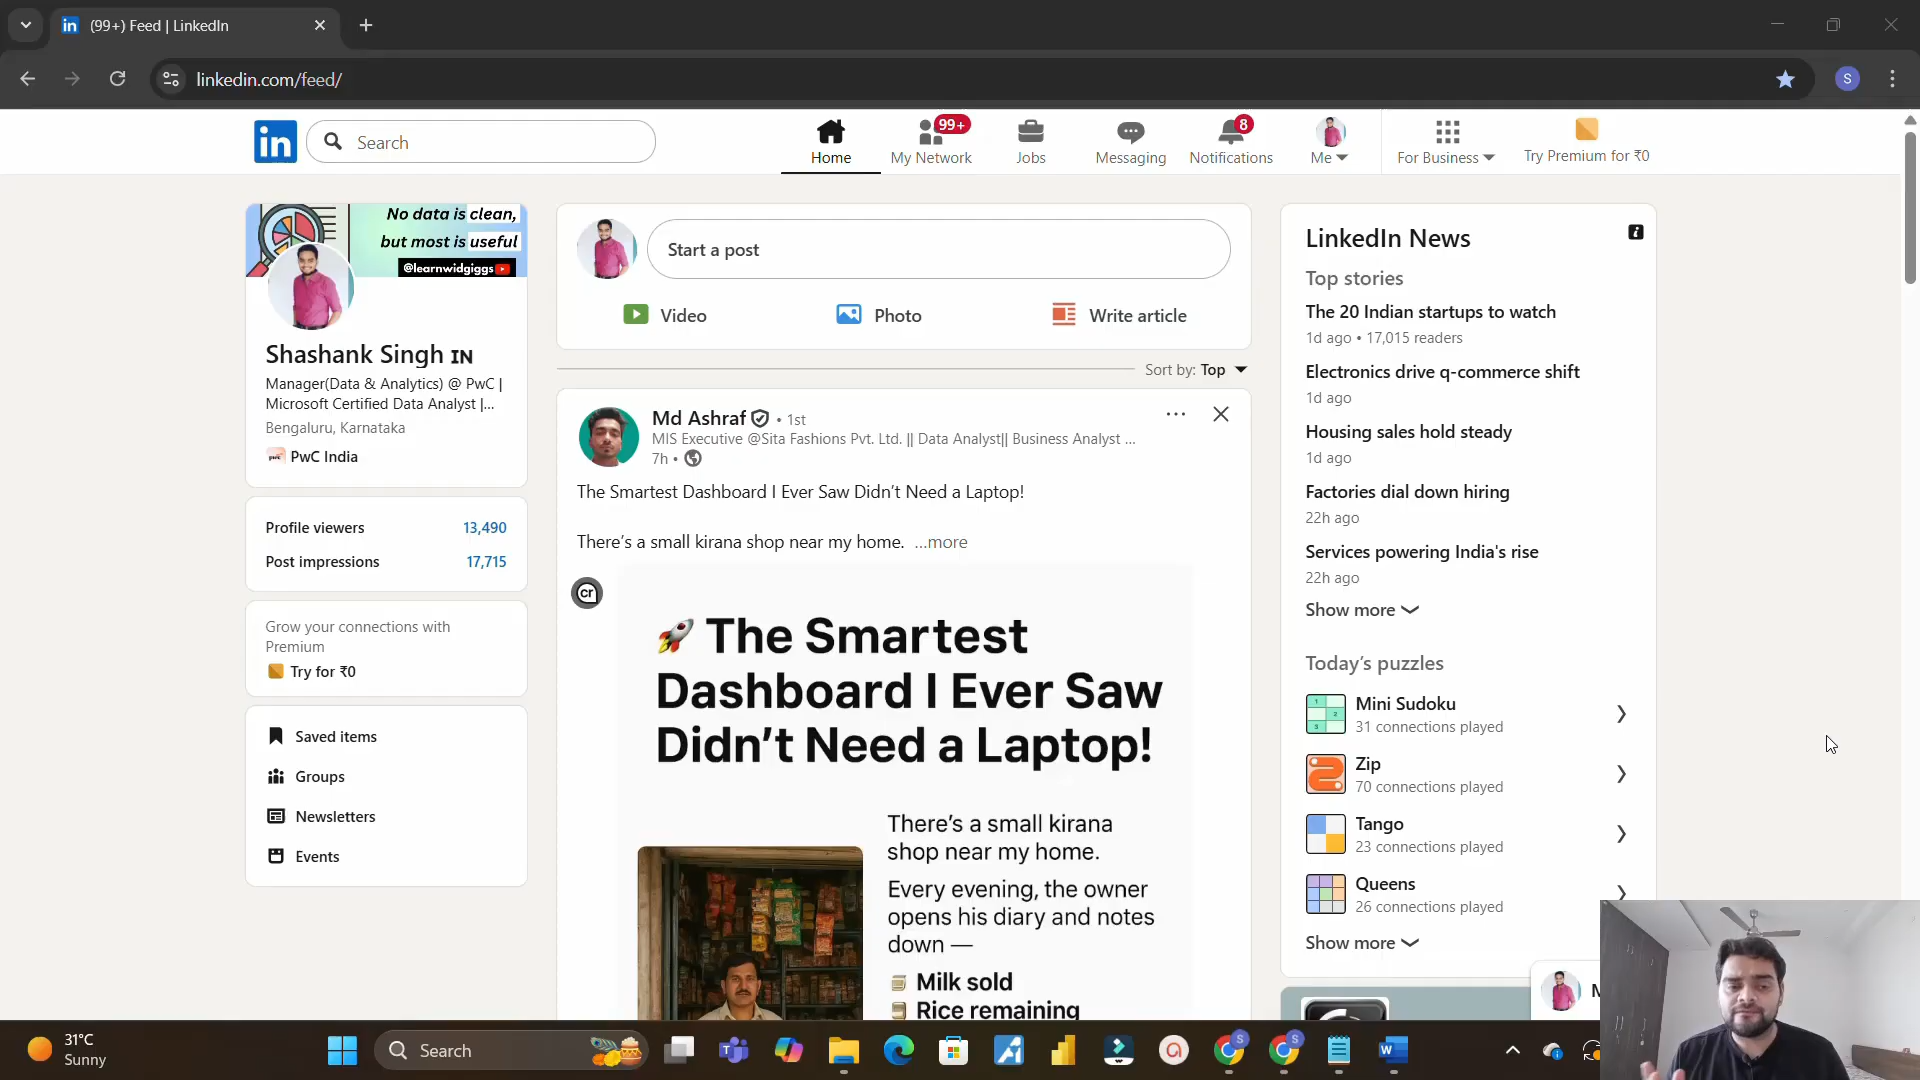 (99+) Feed | LinkedIn
linkedin.com/feed/
S
in
Search
Home
99+
My Network
Jobs
Messaging
8
Notifications
Me
For Business
Try Premium for ₹0
No data is clean,
but most is useful
@learnwidgiggs
Shashank Singh IN
Manager(Data & Analytics) @ PwC |
Microsoft Certified Data Analyst |...
Bengaluru, Karnataka
pwc PwC India
Profile viewers 13,490
Post impressions 17,715
Grow your connections with
Premium
Try for ₹0
Saved items
Groups
Newsletters
Events
Start a post
Video
Photo
Write article
Sort by: Top
Md Ashraf • 1st
MIS Executive @Sita Fashions Pvt. Ltd. || Data Analyst|| Business Analyst ...
7h •
The Smartest Dashboard I Ever Saw Didn’t Need a Laptop!
There’s a small kirana shop near my home. ...more
cr
🚀 The Smartest
Dashboard I Ever Saw
Didn’t Need a Laptop!
There’s a small kirana
shop near my home.
Every evening, the owner
opens his diary and notes
down —
Milk sold
Rice remaining
LinkedIn News
Top stories
The 20 Indian startups to watch
1d ago • 17,015 readers
Electronics drive q-commerce shift
1d ago
Housing sales hold steady
1d ago
Factories dial down hiring
22h ago
Services powering India's rise
22h ago
Show more
Today’s puzzles
Mini Sudoku
31 connections played
Zip
70 connections played
Tango
23 connections played
Queens
26 connections played
Show more
31°C
Sunny
Search